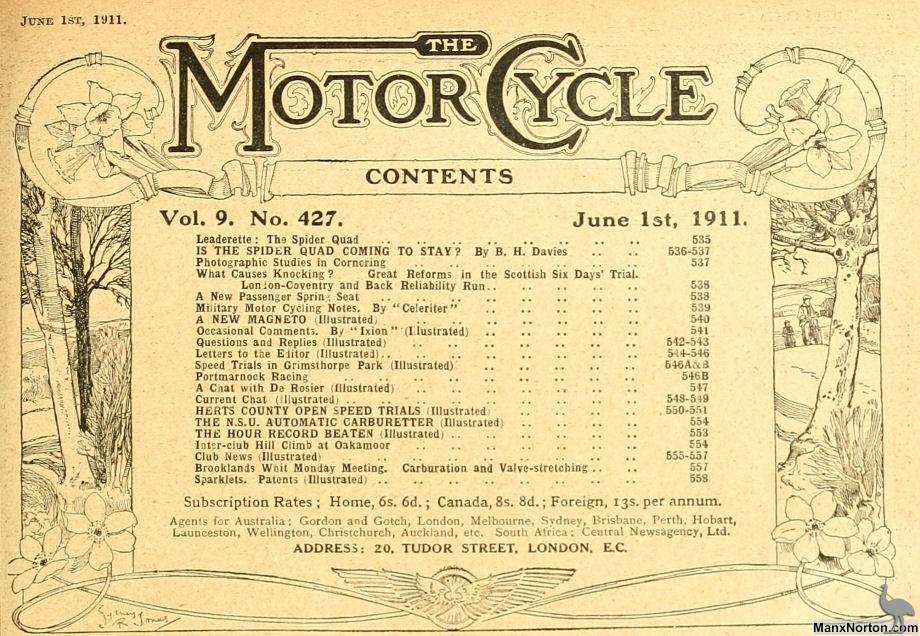 JUNE 1ST, 1911.
THE
MOTOR CYCLE
CONTENTS
Vol. 9. No. 427. June 1st, 1911.
Leaderette: The Spider Quad .. .. .. .. .. .. .. .. 535
IS THE SPIDER QUAD COMING TO STAY? By B. H. Davies .. .. 536-537
Photographic Studies in Cornering .. .. .. .. .. .. .. 537
What Causes Knocking? Great Reforms in the Scottish Six Days' Trial.
London-Coventry and Back Reliability Run.. .. .. .. .. 538
A New Passenger Spring Seat .. .. .. .. .. .. .. .. 538
Military Motor Cycling Notes. By "Celeriter" .. .. .. .. .. 539
A NEW MAGNETO (Illustrated) .. .. .. .. .. .. .. 540
Occasional Comments. By "Ixion" (Illustrated) .. .. .. .. .. 541
Questions and Replies (Illustrated) .. .. .. .. .. .. .. 542-543
Letters to the Editor (Illustrated).. .. .. .. .. .. .. 544-546
Speed Trials in Grimsthorpe Park (Illustrated) .. .. .. .. .. 546A&B
Portmarnock Racing .. .. .. .. .. .. .. .. .. 546B
A Chat with De Rosier (Illustrated) .. .. .. .. .. .. 547
Current Chat (Illustrated) .. .. .. .. .. .. .. .. 548-549
HERTS COUNTY OPEN SPEED TRIALS (Illustrated) .. .. .. .. 550-551
THE N.S.U. AUTOMATIC CARBURETTER (Illustrated) .. .. .. .. 554
THE HOUR RECORD BEATEN (Illustrated) .. .. .. .. .. .. 553
Inter-club Hill Climb at Oakamoor .. .. .. .. .. .. .. 554
Club News (Illustrated) .. .. .. .. .. .. .. .. 555-557
Brooklands Whit Monday Meeting. Carburation and Valve-stretching .. .. 557
Sparklets. Patents (Illustrated) .. .. .. .. .. .. .. 558
Subscription Rates; Home, 6s. 6d.; Canada, 8s. 8d.; Foreign, 13s. per annum.
Agents for Australia; Gordon and Gotch, London, Melbourne, Sydney, Brisbane, Perth, Hobart,
Launceston, Wellington, Christchurch, Auckland, etc. South Africa: Central Newsagency, Ltd.
ADDRESS: 20, TUDOR STREET, LONDON, E.C.
Sydney
R. Jones
ManxNorton.com